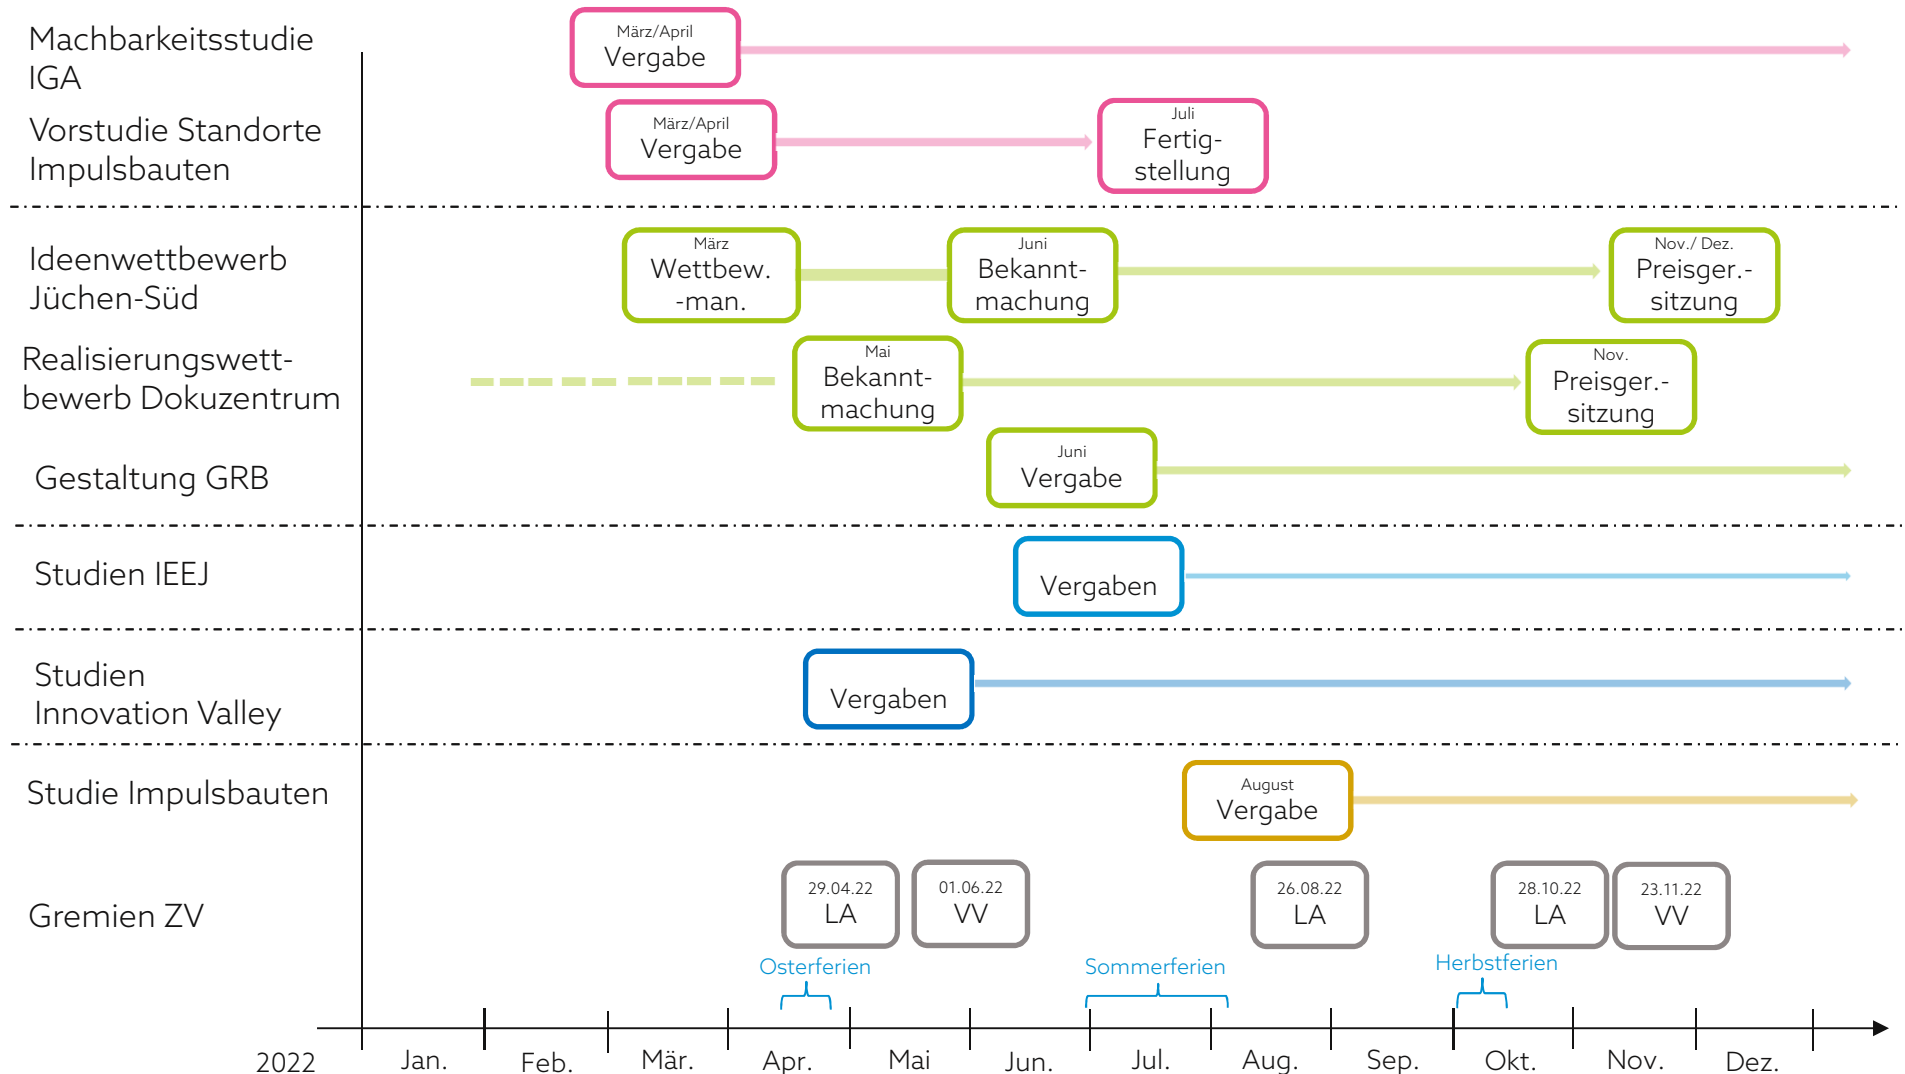 Machbarkeitsstudie
IGA
März/April
Vergabe
Vorstudie Standorte
Impulsbauten
März/April
Vergabe
Juli
Fertig-
stellung
Ideenwettbewerb
Jüchen-Süd
März
Wettbew.
-man.
Juni
Bekannt-
machung
Nov./ Dez.
Preisger.-
sitzung
Realisierungswett-
bewerb Dokuzentrum
Mai
Bekannt-
machung
Nov.
Preisger.-
sitzung
Gestaltung GRB
Juni
Vergabe
Studien IEEJ
Vergaben
Studien
Innovation Valley
Vergaben
Studie Impulsbauten
August
Vergabe
Gremien ZV
29.04.22
LA
01.06.22
VV
26.08.22
LA
28.10.22
LA
23.11.22
VV
Osterferien
Sommerferien
Herbstferien
2022 Jan. Feb. Mär. Apr. Mai Jun. Jul. Aug. Sep. Okt. Nov. Dez.